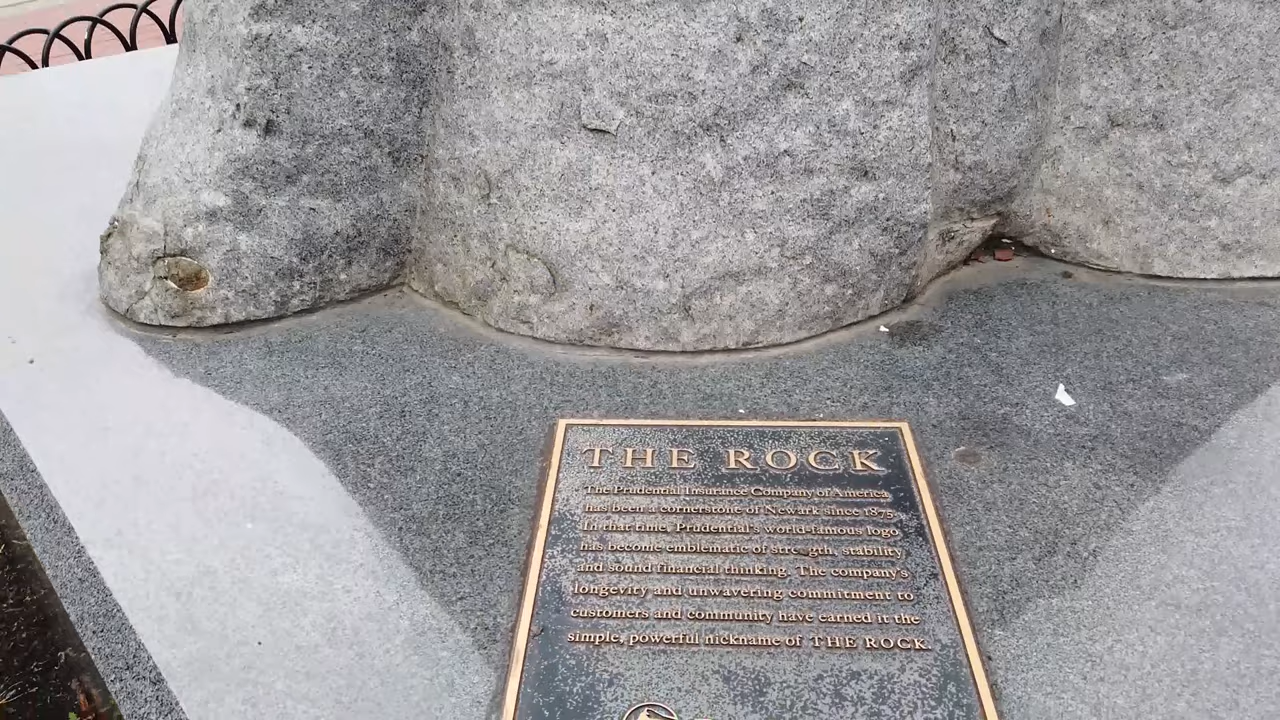 THE ROCK
The Prudential Insurance Company of America
has been a cornerstone of Newark since 1875.
In that time, Prudential's world-famous logo
has become emblematic of strength, stability
and sound financial thinking. The company's
longevity and unwavering commitment to
customers and community have earned it the
simple, powerful nickname of THE ROCK.